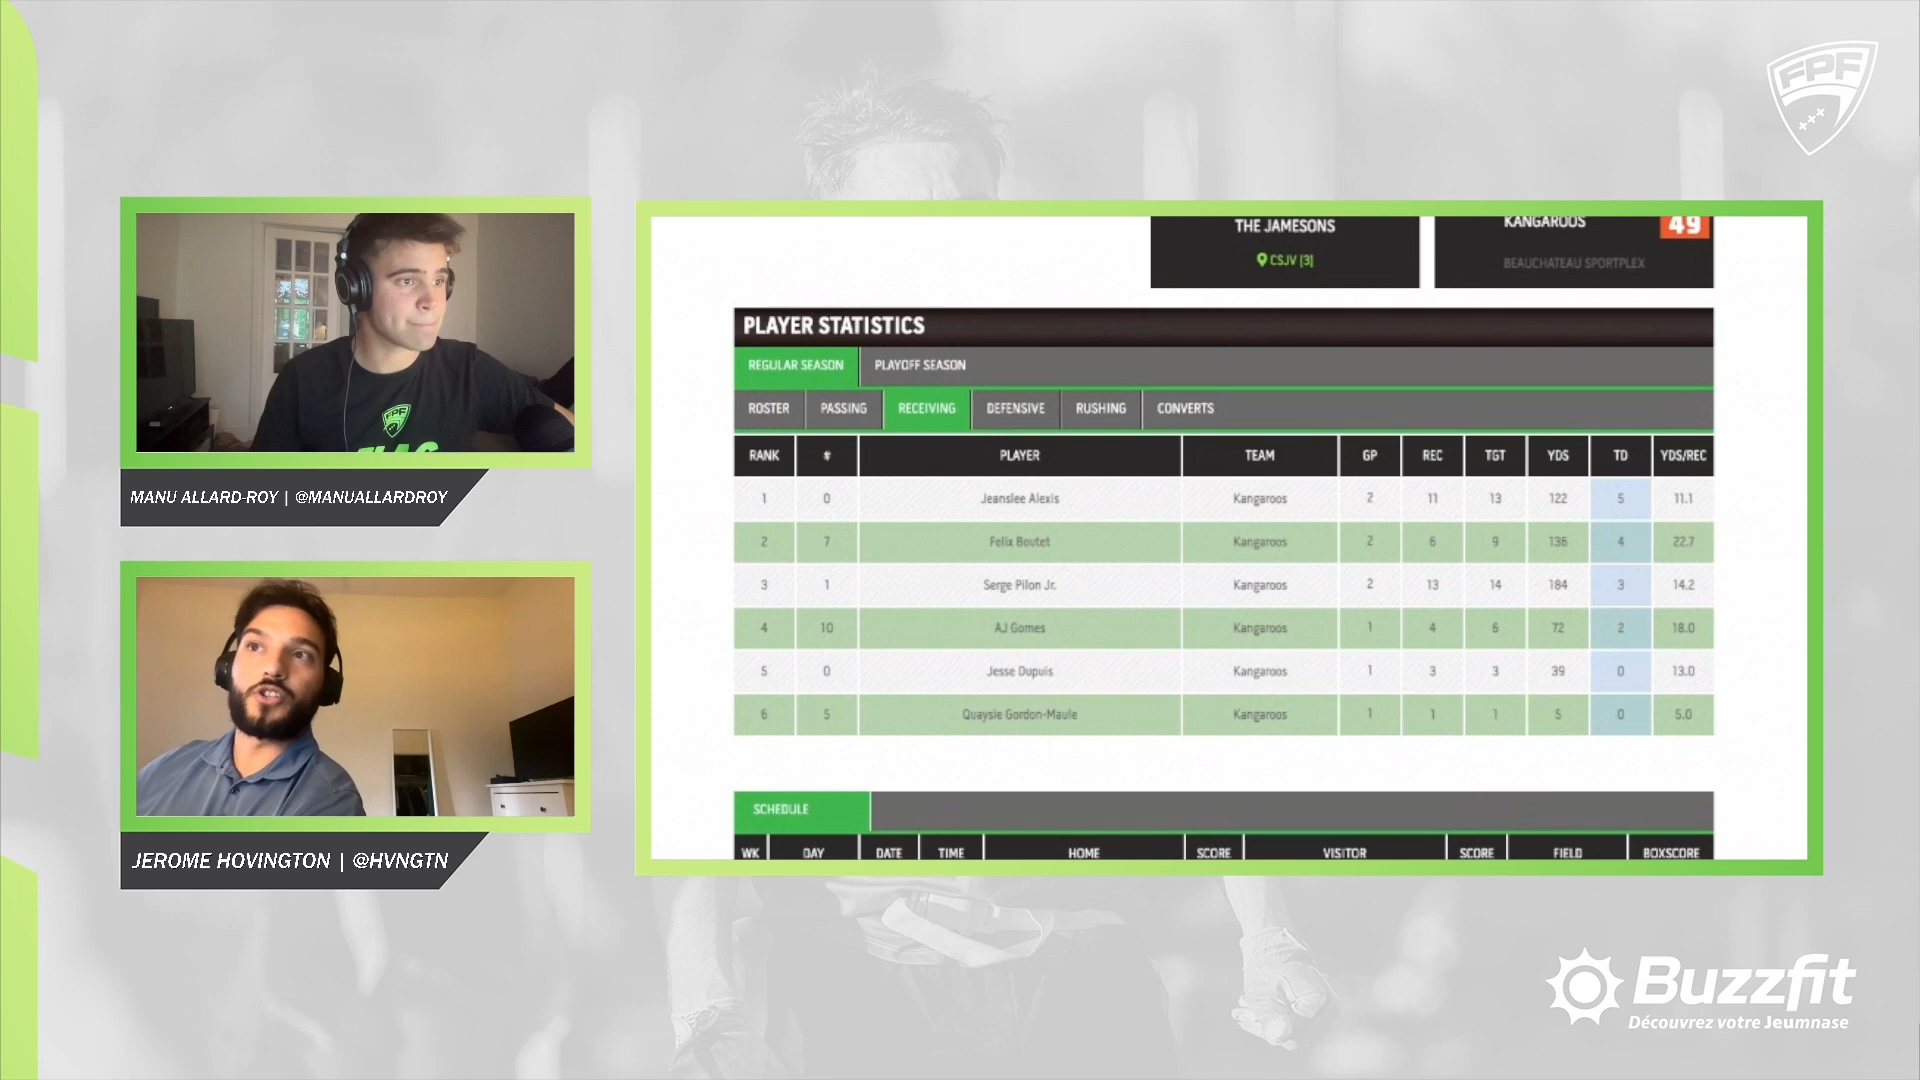 FPF
FPF
FLAG
MANU ALLARD-ROY | @MANUALLARDROY
JEROME HOVINGTON | @HVNGTN
THE JAMESONS
CSJV [3]
KANGAROOS
49
BEAUCHATEAU SPORTPLEX
PLAYER STATISTICS
REGULAR SEASON PLAYOFF SEASON
ROSTER PASSING RECEIVING DEFENSIVE RUSHING CONVERTS
RANK # PLAYER TEAM GP REC TGT YDS TD YDS/REC
1 0 Jeanslee Alexis Kangaroos 2 11 13 122 5 11.1
2 7 Felix Boutet Kangaroos 2 6 9 136 4 22.7
3 1 Serge Pilon Jr. Kangaroos 2 13 14 184 3 14.2
4 10 AJ Gomes Kangaroos 1 4 6 72 2 18.0
5 0 Jesse Dupuis Kangaroos 1 3 3 39 0 13.0
6 5 Quaysie Gordon-Maule Kangaroos 1 1 1 5 0 5.0
SCHEDULE
WK DAY DATE TIME HOME SCORE VISITOR SCORE FIELD BOXSCORE
Buzzfit
Découvrez votre Jeumnase